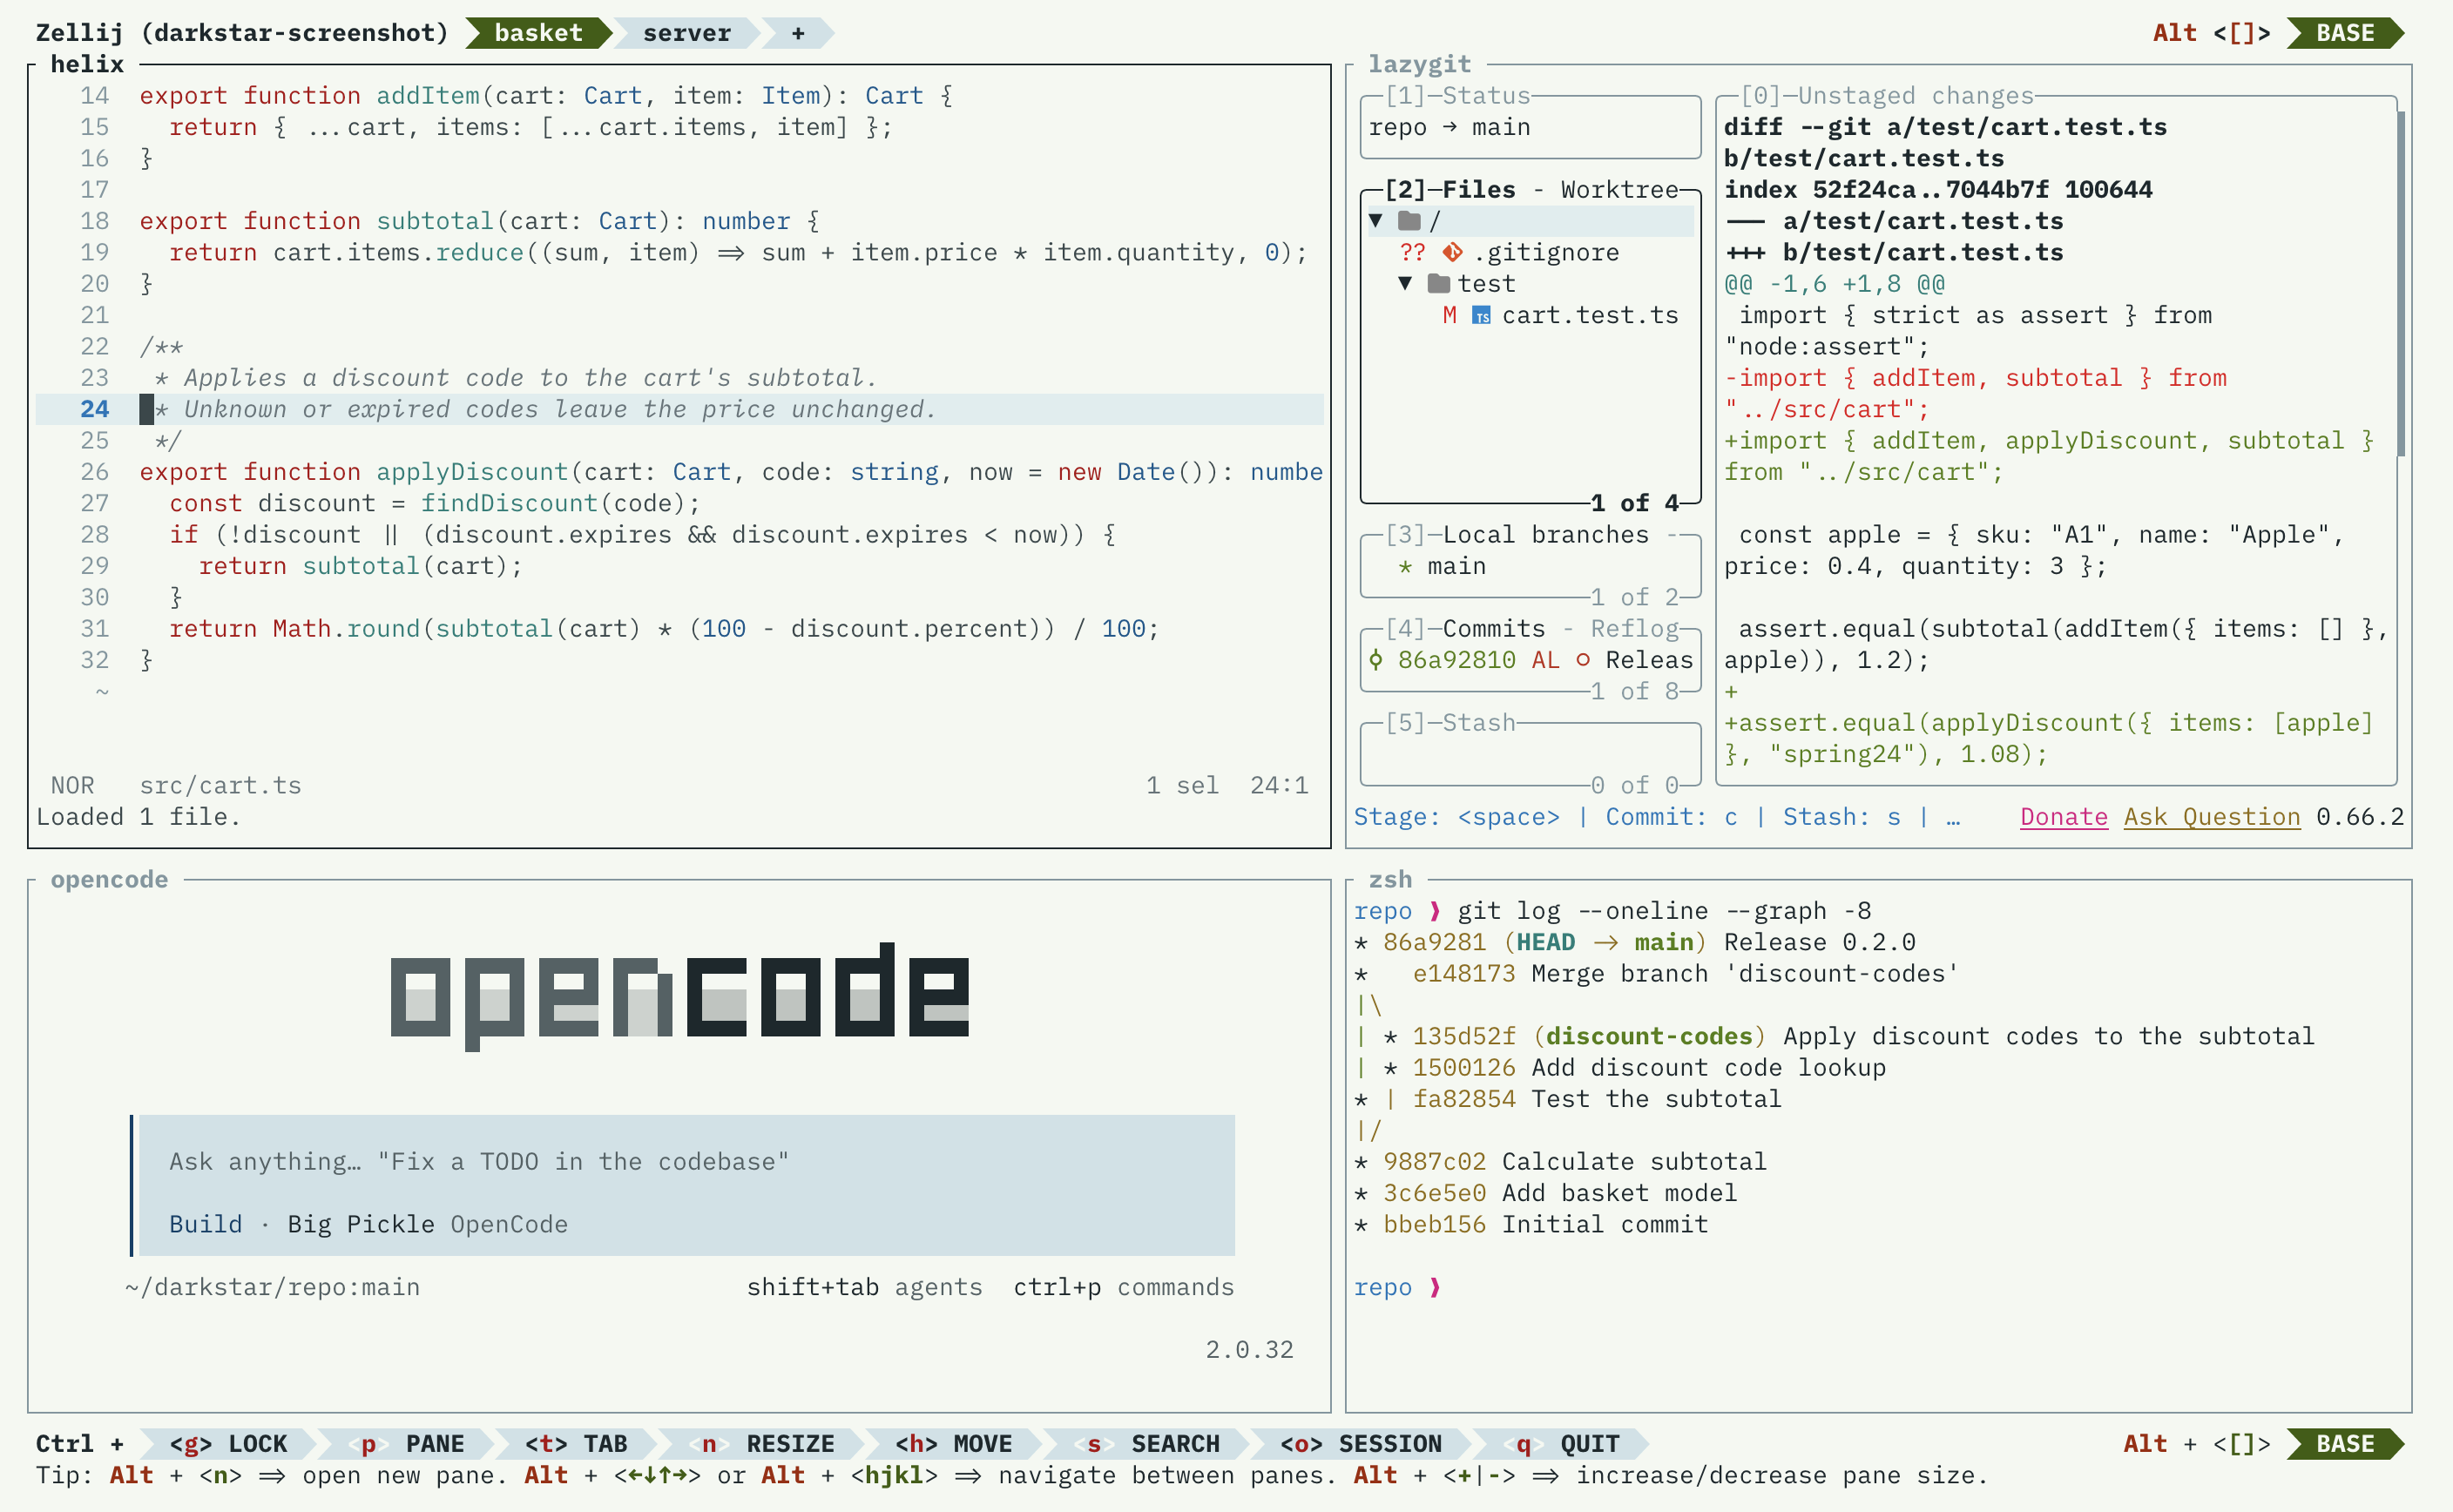 Zellij (darkstar-screenshot) basket server + Alt <[]> BASE
helix
14 export function addItem(cart: Cart, item: Item): Cart {
15   return { ...cart, items: [...cart.items, item] };
16 }
17
18 export function subtotal(cart: Cart): number {
19   return cart.items.reduce((sum, item) => sum + item.price * item.quantity, 0);
20 }
21
22 /**
23  * Applies a discount code to the cart's subtotal.
24  * Unknown or expired codes leave the price unchanged.
25  */
26 export function applyDiscount(cart: Cart, code: string, now = new Date()): numbe
27   const discount = findDiscount(code);
28   if (!discount || (discount.expires && discount.expires < now)) {
29     return subtotal(cart);
30   }
31   return Math.round(subtotal(cart) * (100 - discount.percent)) / 100;
32 }
~
NOR src/cart.ts 1 sel 24:1
Loaded 1 file.
lazygit
[1]─Status
repo → main
[2]─Files - Worktree
▼ /
?? .gitignore
▼ test
M TS cart.test.ts
1 of 4
[3]─Local branches -
* main
1 of 2
[4]─Commits - Reflog
86a92810 AL ○ Releas
1 of 8
[5]─Stash
0 of 0
[0]─Unstaged changes
diff --git a/test/cart.test.ts
b/test/cart.test.ts
index 52f24ca..7044b7f 100644
--- a/test/cart.test.ts
+++ b/test/cart.test.ts
@@ -1,6 +1,8 @@
 import { strict as assert } from
"node:assert";
-import { addItem, subtotal } from
"../src/cart";
+import { addItem, applyDiscount, subtotal }
from "../src/cart";
 const apple = { sku: "A1", name: "Apple",
price: 0.4, quantity: 3 };
 assert.equal(subtotal(addItem({ items: [] },
apple)), 1.2);
+
+assert.equal(applyDiscount({ items: [apple]
}, "spring24"), 1.08);
Stage: <space> | Commit: c | Stash: s | … Donate Ask Question 0.66.2
opencode
opencode
Ask anything… "Fix a TODO in the codebase"
Build · Big Pickle OpenCode
~/darkstar/repo:main shift+tab agents ctrl+p commands
2.0.32
zsh
repo ❱ git log --oneline --graph -8
* 86a9281 (HEAD -> main) Release 0.2.0
*   e148173 Merge branch 'discount-codes'
|\
| * 135d52f (discount-codes) Apply discount codes to the subtotal
| * 1500126 Add discount code lookup
* | fa82854 Test the subtotal
|/
* 9887c02 Calculate subtotal
* 3c6e5e0 Add basket model
* bbeb156 Initial commit
repo ❱
Ctrl + <g> LOCK <p> PANE <t> TAB <n> RESIZE <h> MOVE <s> SEARCH <o> SESSION <q> QUIT Alt + <[]> BASE
Tip: Alt + <n> => open new pane. Alt + <←↓↑→> or Alt + <hjkl> => navigate between panes. Alt + <+|-> => increase/decrease pane size.